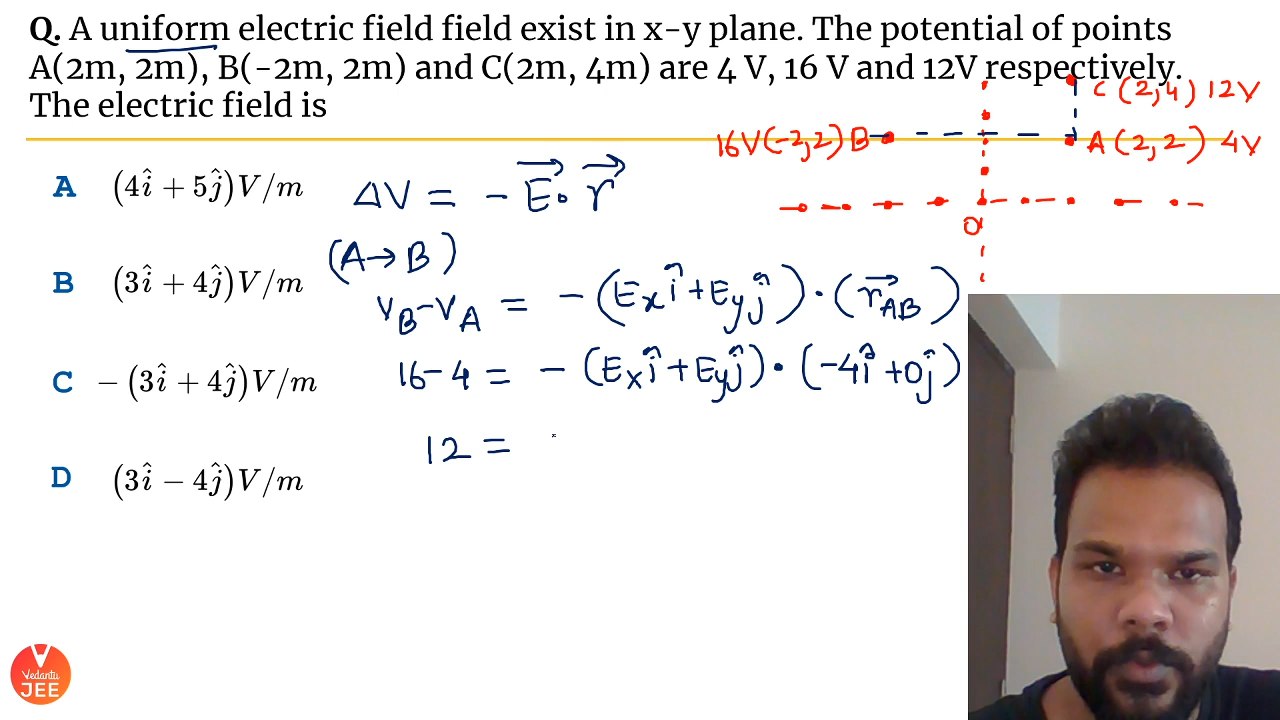 Q. A uniform electric field field exist in x-y plane. The potential of points
A(2m, 2m), B(-2m, 2m) and C(2m, 4m) are 4 V, 16 V and 12V respectively.
The electric field is
C (2,4) 12V
16V(-2,2) B
A (2,2) 4V
O
A (4î + 5ĵ) V/m
B (3î + 4ĵ) V/m
C − (3î + 4ĵ) V/m
D (3î − 4ĵ) V/m
ΔV = − E⃗ · r⃗
(A→B)
V_B − V_A = − (E_x î + E_y ĵ) · (r⃗_AB)
16 − 4 = − (E_x î + E_y ĵ) · (−4î + 0ĵ)
12 =
Vedantu
JEE